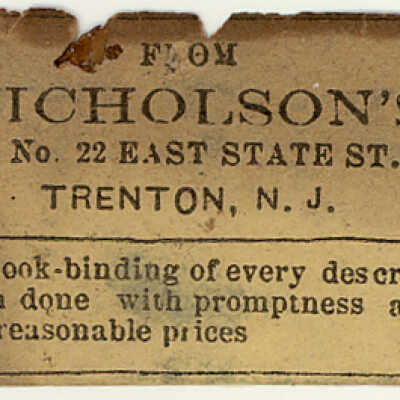 FROM
ICHOLSON'S
No. 22 EAST STATE ST.
TRENTON, N. J.
ook-binding of every descr
n done with promptness a
reasonable prices